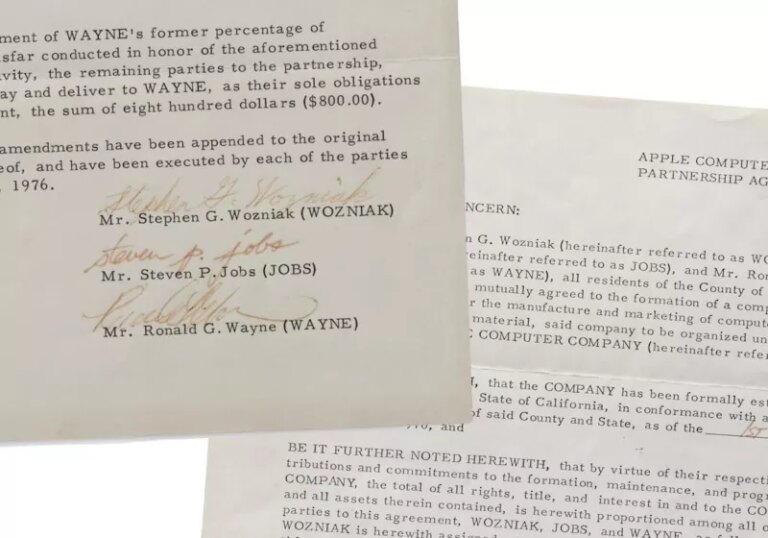 ment of WAYNE's former percentage of
nsfar conducted in honor of the aforementioned
vity, the remaining parties to the partnership,
ay and deliver to WAYNE, as their sole obligations
nt, the sum of eight hundred dollars ($800.00).
amendments have been appended to the original
eof, and have been executed by each of the parties
, 1976.
Stephen G. Wozniak
Mr. Stephen G. Wozniak (WOZNIAK)
steven p. jobs
Mr. Steven P. Jobs (JOBS)
Mr. Ronald G. Wayne (WAYNE)
APPLE COMPUTE
PARTNERSHIP AG
NCERN:
n G. Wozniak (hereinafter referred to as WO
einafter referred to as JOBS), and Mr. Ro
as WAYNE), all residents of the County of
mutually agreed to the formation of a comp
r the manufacture and marketing of compute
material, said company to be organized un
COMPUTER COMPANY (hereinafter refe
, that the COMPANY has been formally est
State of California, in conformance with a
of said County and State, as of the 1st
and
BE IT FURTHER NOTED HEREWITH, that by virtue of their respecti
tributions and commitments to the formation, maintenance, and prog
COMPANY, the total of all rights, title, and interest in and to the CO
and all assets therein contained, is herewith proportioned among all o
parties to this agreement, WOZNIAK, JOBS, and WAYNE
WOZNIAK is herewith assigned